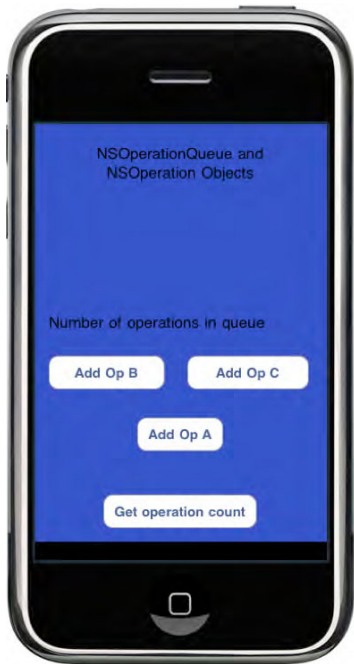 NSOperationQueue and
NSOperation Objects
Number of operations in queue
Add Op B
Add Op C
Add Op A
Get operation count